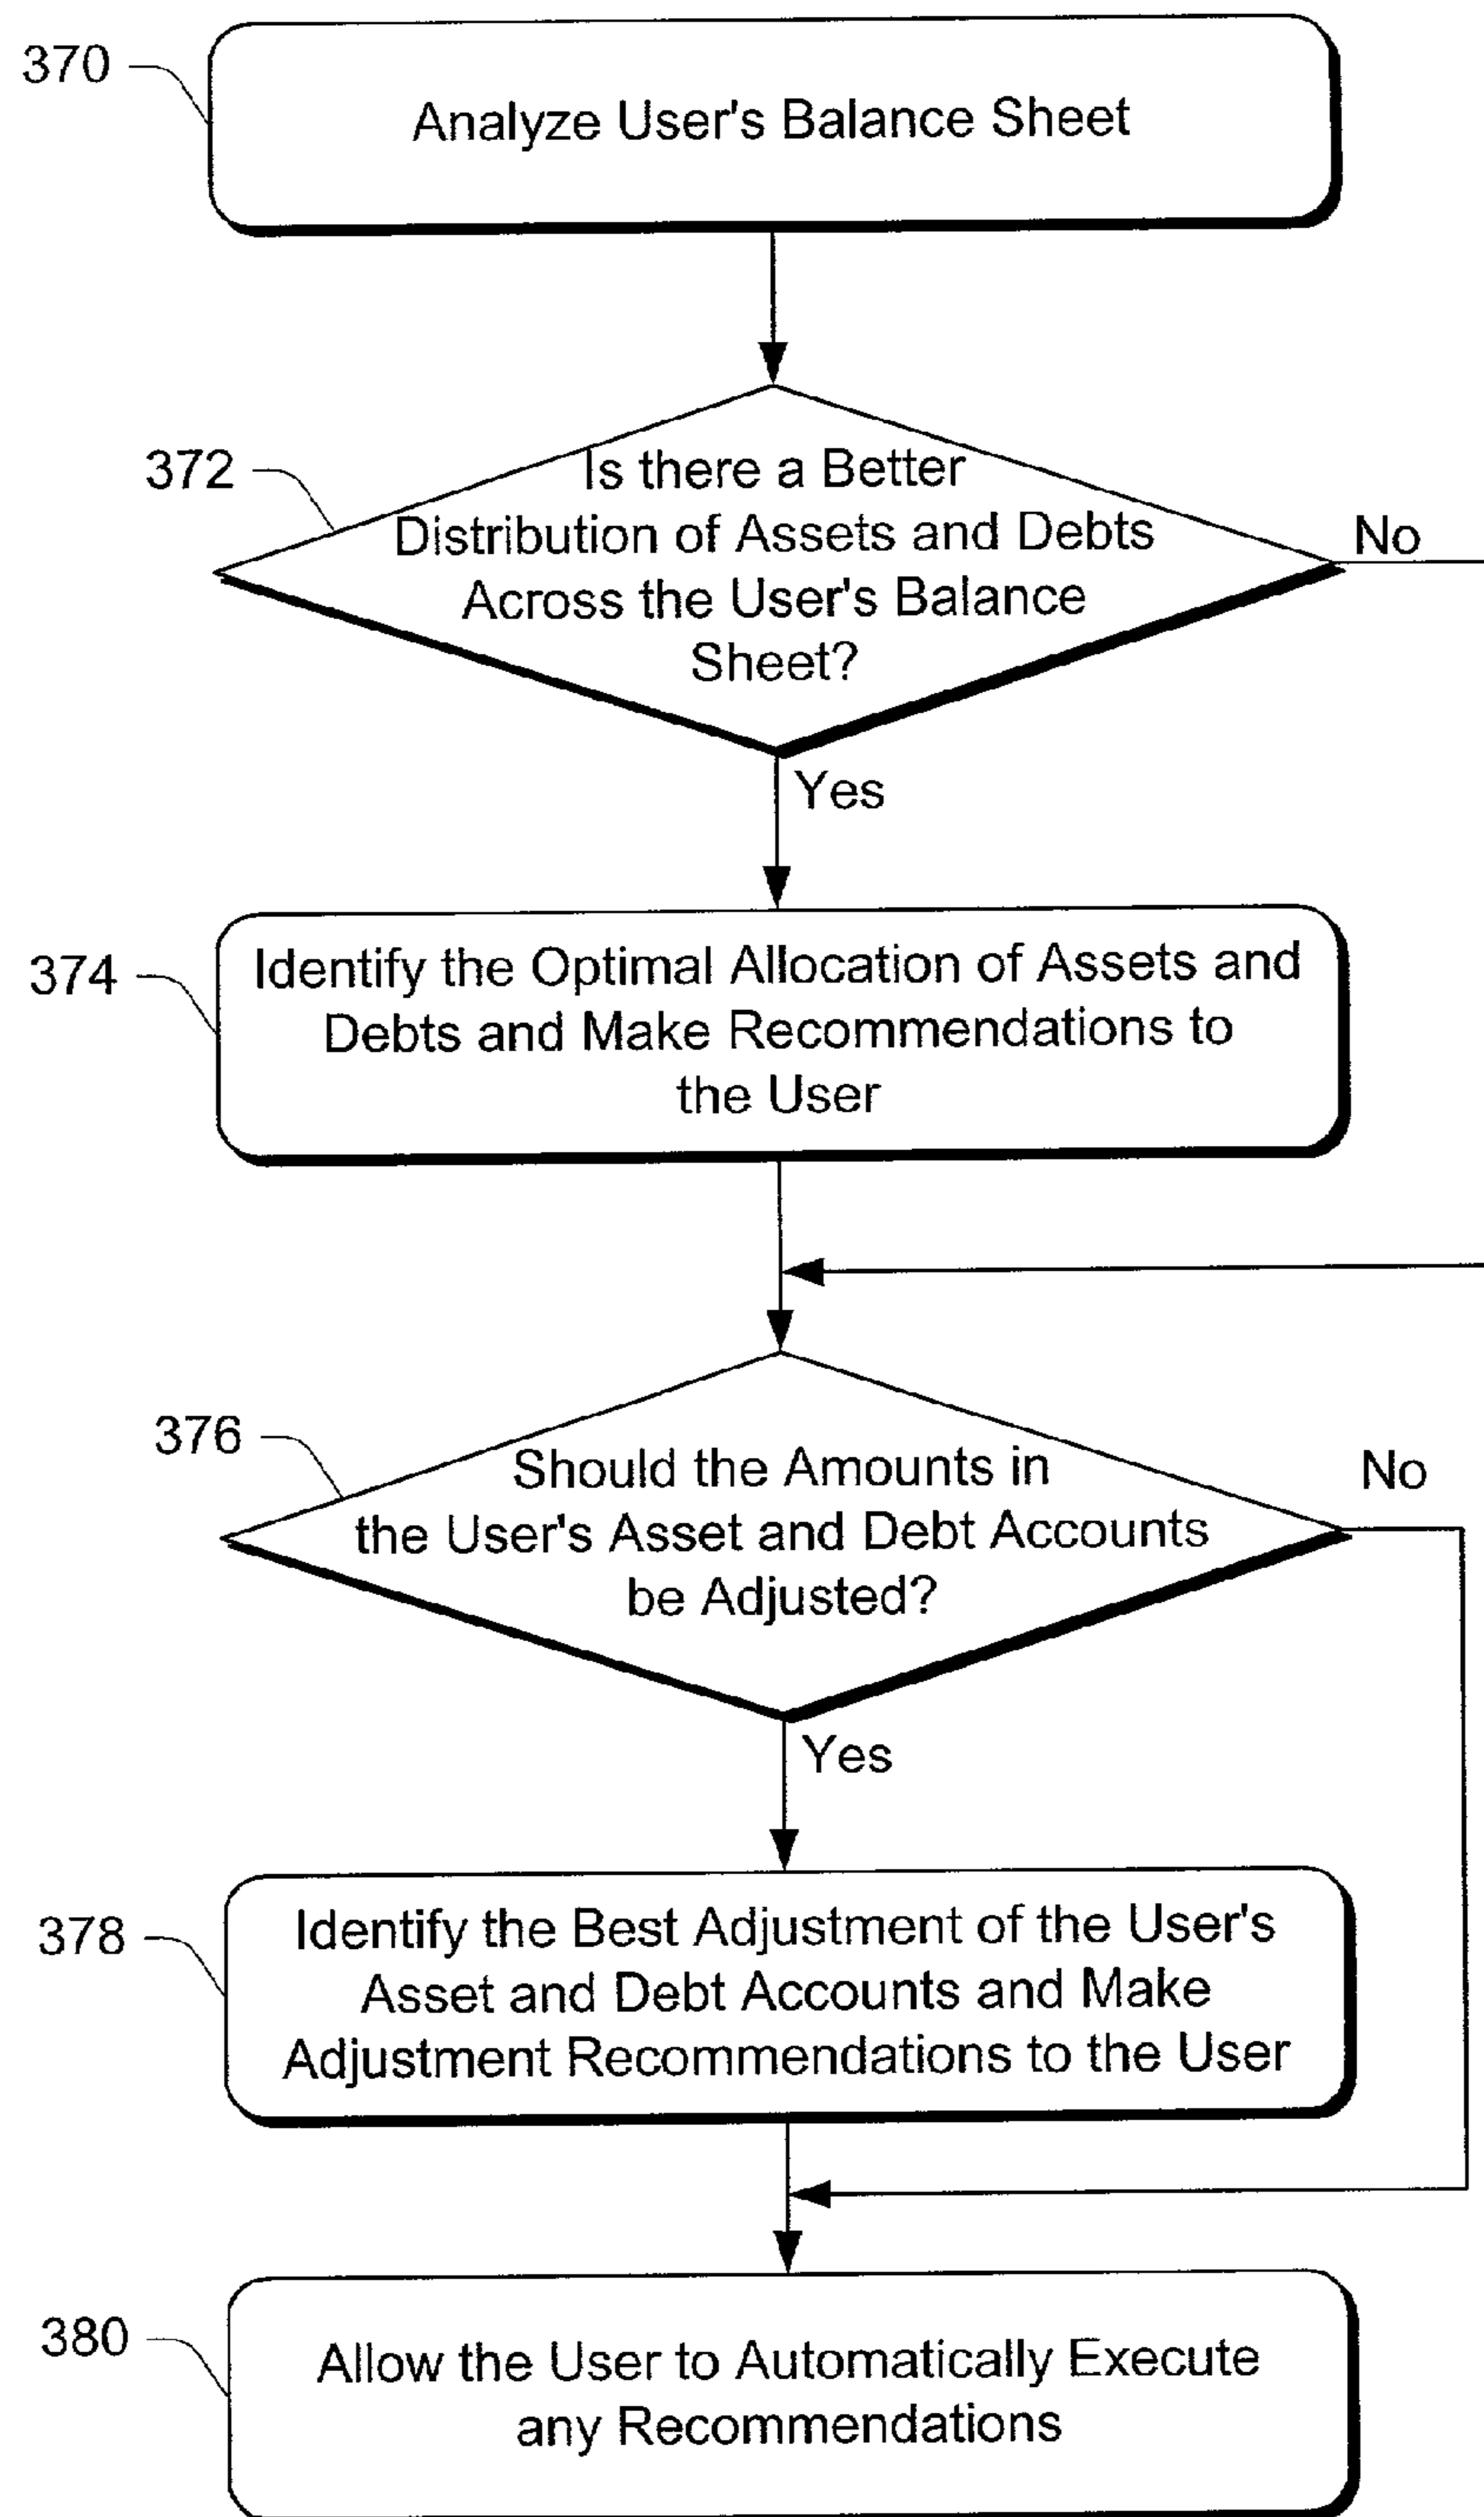 370
Analyze User's Balance Sheet
372
Is there a Better
Distribution of Assets and Debts
Across the User's Balance
Sheet?
No
Yes
374
Identify the Optimal Allocation of Assets and
Debts and Make Recommendations to
the User
376
Should the Amounts in
the User's Asset and Debt Accounts
be Adjusted?
No
Yes
378
Identify the Best Adjustment of the User's
Asset and Debt Accounts and Make
Adjustment Recommendations to the User
380
Allow the User to Automatically Execute
any Recommendations